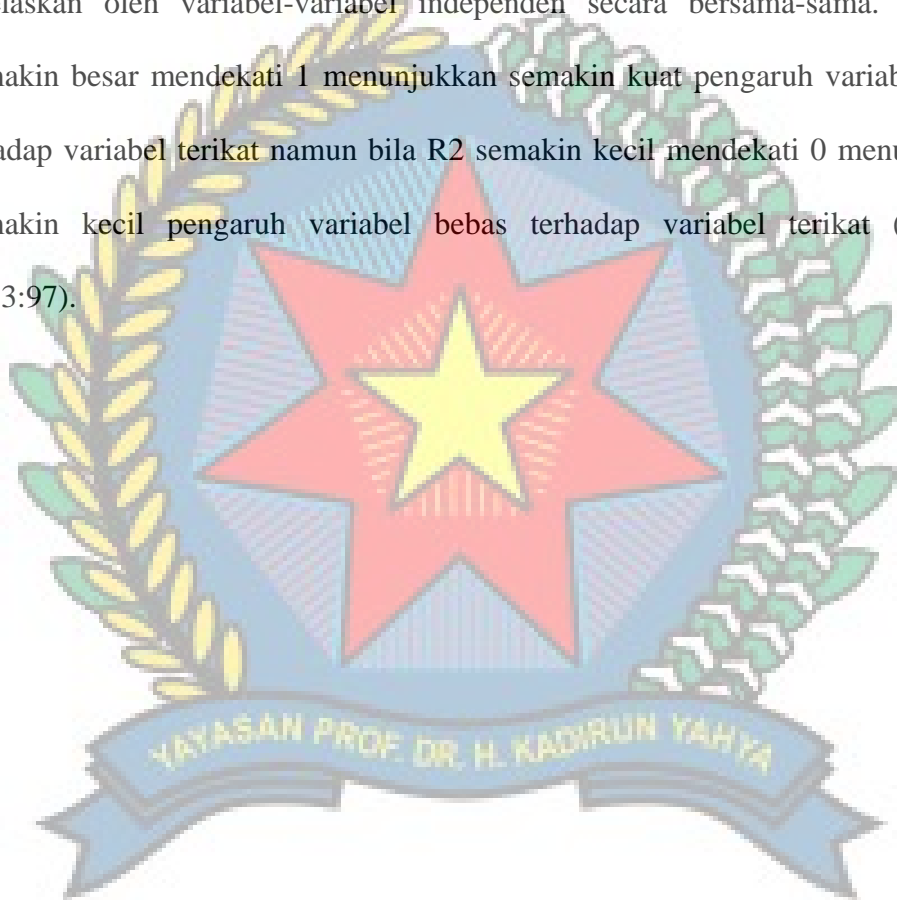 elaskan oleh variabel-variabel independen secara bersama-sama.
makin besar mendekati 1 menunjukkan semakin kuat pengaruh variab
adap variabel terikat namun bila R2 semakin kecil mendekati 0 menu
makin kecil pengaruh variabel bebas terhadap variabel terikat (
3:97).
YAYASAN PROF. DR. H. KADIRUN YAHYA